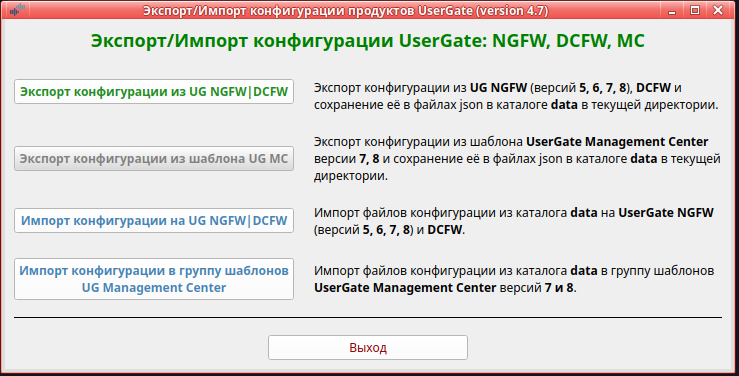 Экспорт/Импорт конфигурации продуктов UserGate (version 4.7)
Экспорт/Импорт конфигурации UserGate: NGFW, DCFW, MC
Экспорт конфигурации из UG NGFW|DCFW
Экспорт конфигурации из UG NGFW (версий 5, 6, 7, 8), DCFW и
сохранение её в файлах json в каталоге data в текущей директории.
Экспорт конфигурации из шаблона UG MC
Экспорт конфигурации из шаблона UserGate Management Center
версии 7, 8 и сохранение её в файлах json в каталоге data в текущей
директории.
Импорт конфигурации на UG NGFW|DCFW
Импорт файлов конфигурации из каталога data на UserGate NGFW
(версий 5, 6, 7, 8) и DCFW.
Импорт конфигурации в группу шаблонов
UG Management Center
Импорт файлов конфигурации из каталога data в группу шаблонов
UserGate Management Center версий 7 и 8.
Выход